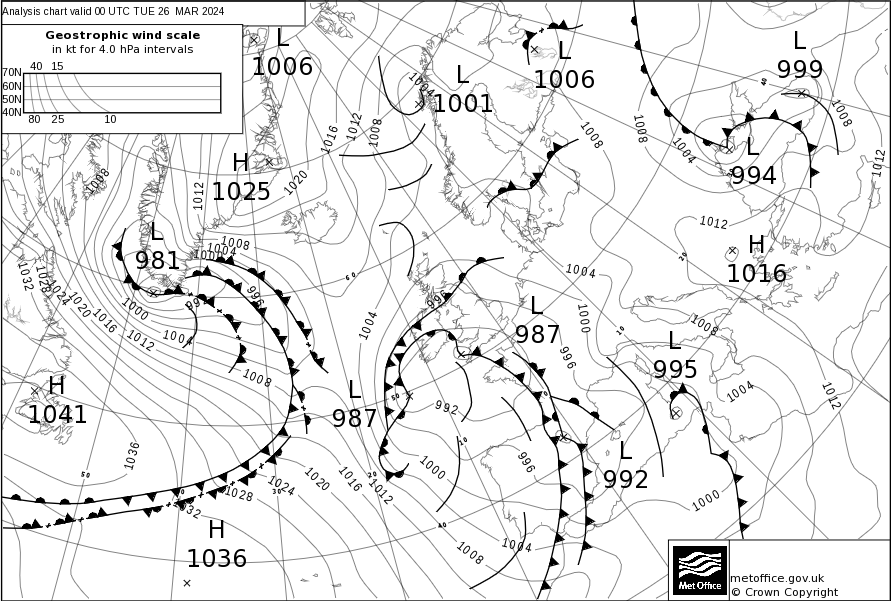 Analysis chart valid 00 UTC TUE 26 MAR 2024
Geostrophic wind scale
in kt for 4.0 hPa intervals
40 15
70N
60N
50N
40N
80 25 10
L
1006
L
1001
L
1006
L
999
H
1025
L
994
L
981
H
1016
L
987
L
995
H
1041
L
987
L
992
H
1036
1004
1016
1012
1008
1008
1008
1004
1008
1012
1008
1012
1020
1012
1008
1004
1000
996
996
1004
1004
1000
996
1008
1004
1012
1032
1028
1024
1020
1016
1012
1000
1004
1008
992
1000
996
1036
1028
1024
1020
1016
1012
1032
1008
1004
1000
60
50
40
30
20
10
50
40
30
20
10
metoffice.gov.uk
© Crown Copyright
Met Office